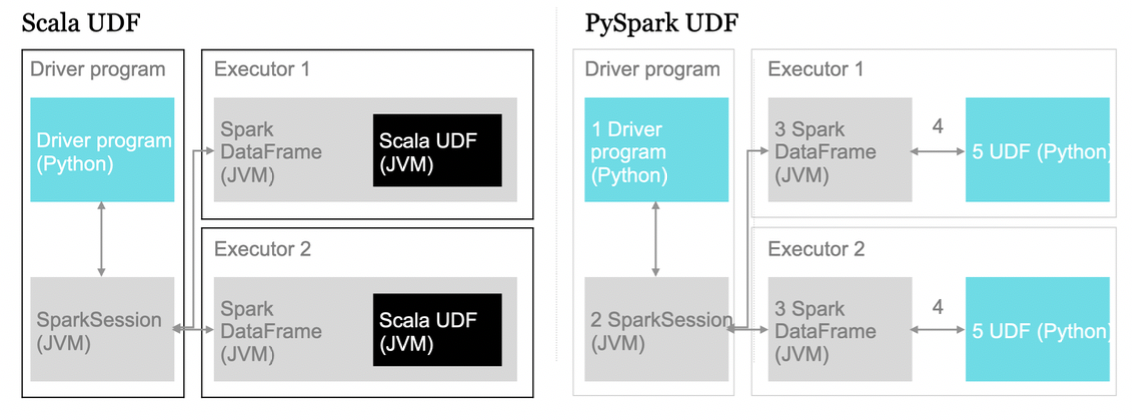 Scala UDF
Driver program
Driver program
(Python)
SparkSession
(JVM)
Executor 1
Spark
DataFrame
(JVM)
Scala UDF
(JVM)
Executor 2
Spark
DataFrame
(JVM)
Scala UDF
(JVM)
PySpark UDF
Driver program
1 Driver
program
(Python)
2 SparkSession
(JVM)
Executor 1
3 Spark
DataFrame
(JVM)
4
5 UDF (Python)
Executor 2
3 Spark
DataFrame
(JVM)
4
5 UDF (Python)